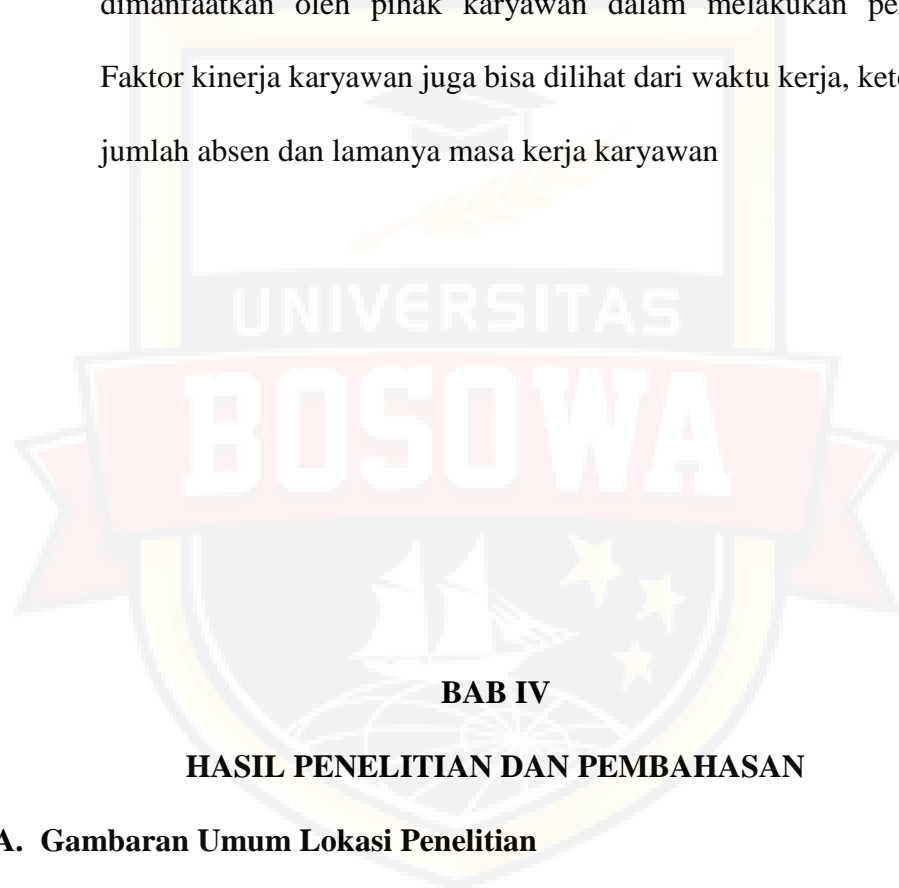 dimanfaatkan oleh pihak karyawan dalam melakukan
Faktor kinerja karyawan juga bisa dilihat dari waktu kerja,
jumlah absen dan lamanya masa kerja karyawan
UNIVERSITAS
BOSOWA
BAB IV
HASIL PENELITIAN DAN PEMBAHASAN
A. Gambaran Umum Lokasi Penelitian